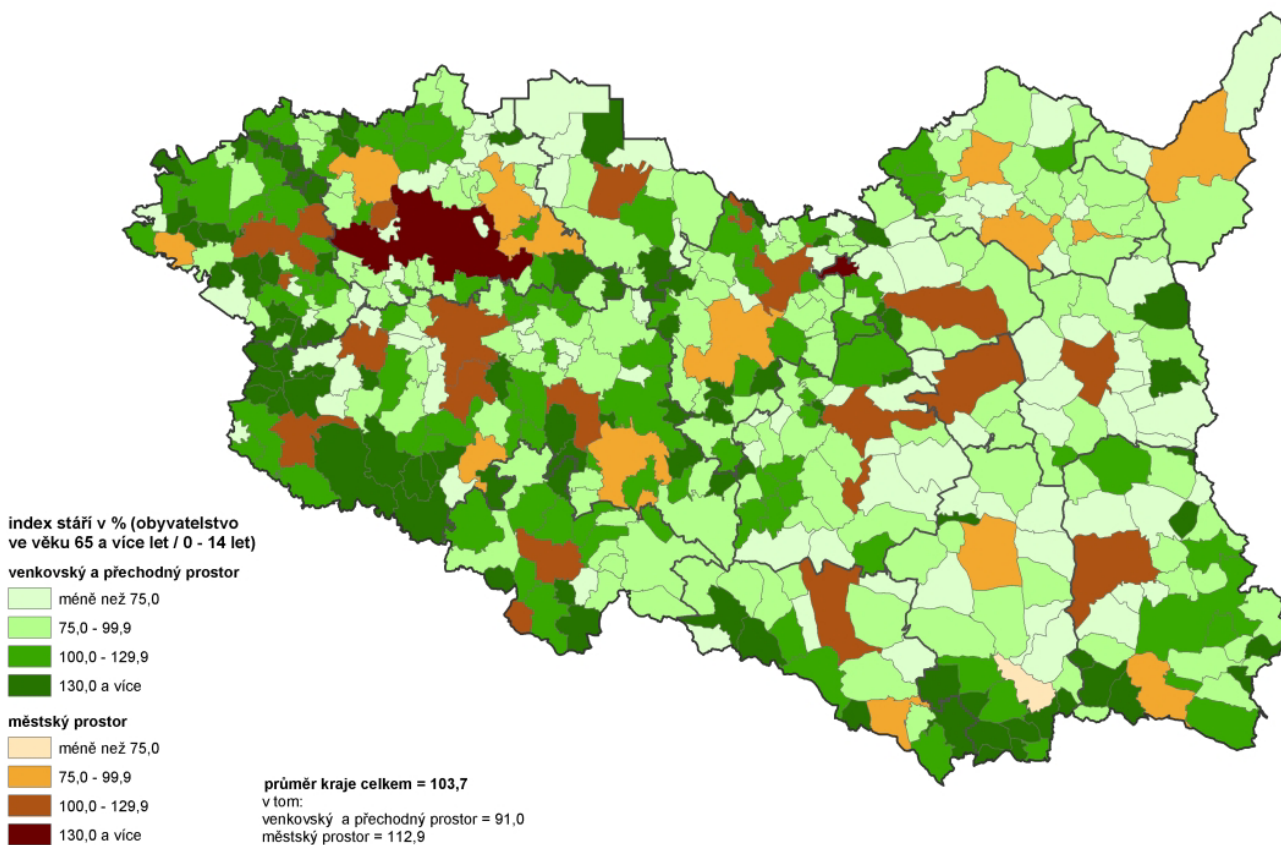 index stáří v % (obyvatelstvo
ve věku 65 a více let / 0 - 14 let)
venkovský a přechodný prostor
méně než 75,0
75,0 - 99,9
100,0 - 129,9
130,0 a více
městský prostor
méně než 75,0
75,0 - 99,9
100,0 - 129,9
130,0 a více
průměr kraje celkem = 103,7
v tom:
venkovský a přechodný prostor = 91,0
městský prostor = 112,9